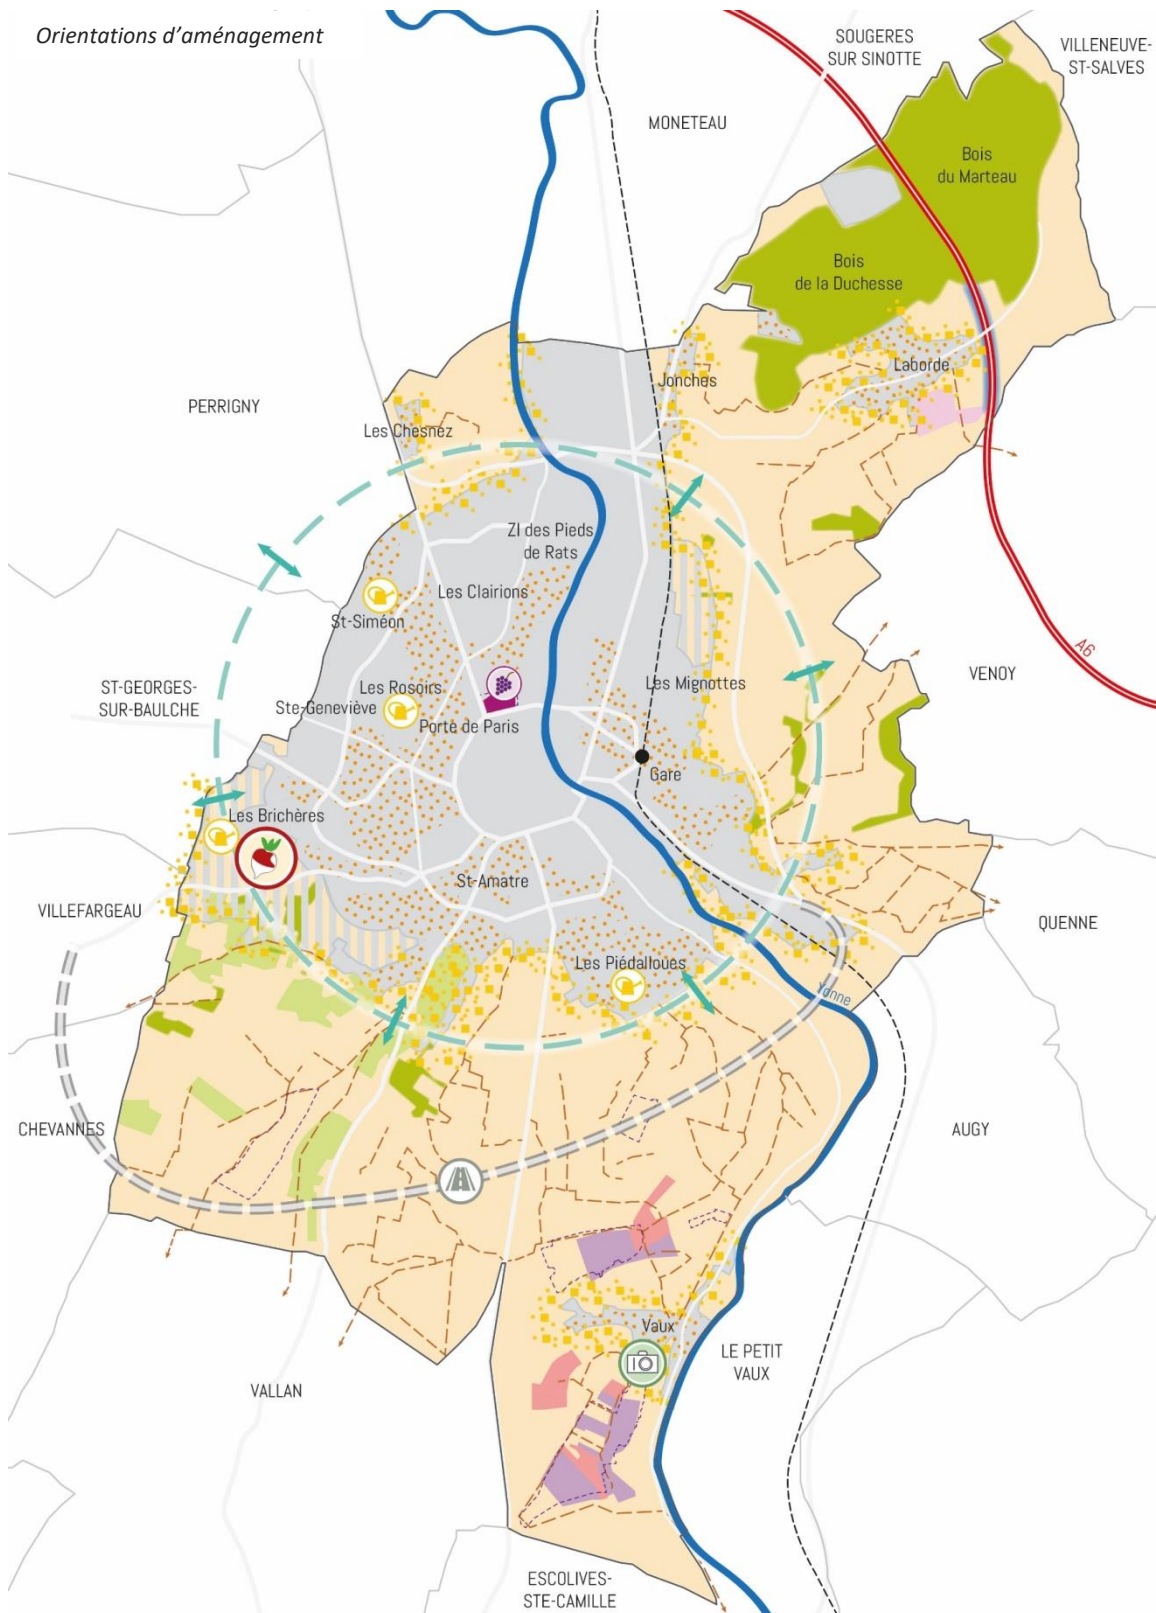 Orientations d’aménagement
SOUGERES
SUR SINOTTE
VILLENEUVE-
ST-SALVES
MONETEAU
Bois
du Marteau
Bois
de la Duchesse
Laborde
Jonches
PERRIGNY
Les Chesnez
ZI des Pieds
de Rats
Les Clairions
St-Siméon
A6
VENOY
ST-GEORGES-
SUR-BAULCHE
Les Rosoirs
Ste-Geneviève
Porte de Paris
Les Mignottes
Gare
Les Brichères
St-Amatre
VILLEFARGEAU
QUENNE
Les Piédalloues
Yonne
CHEVANNES
AUGY
Vaux
LE PETIT
VAUX
VALLAN
ESCOLIVES-
STE-CAMILLE